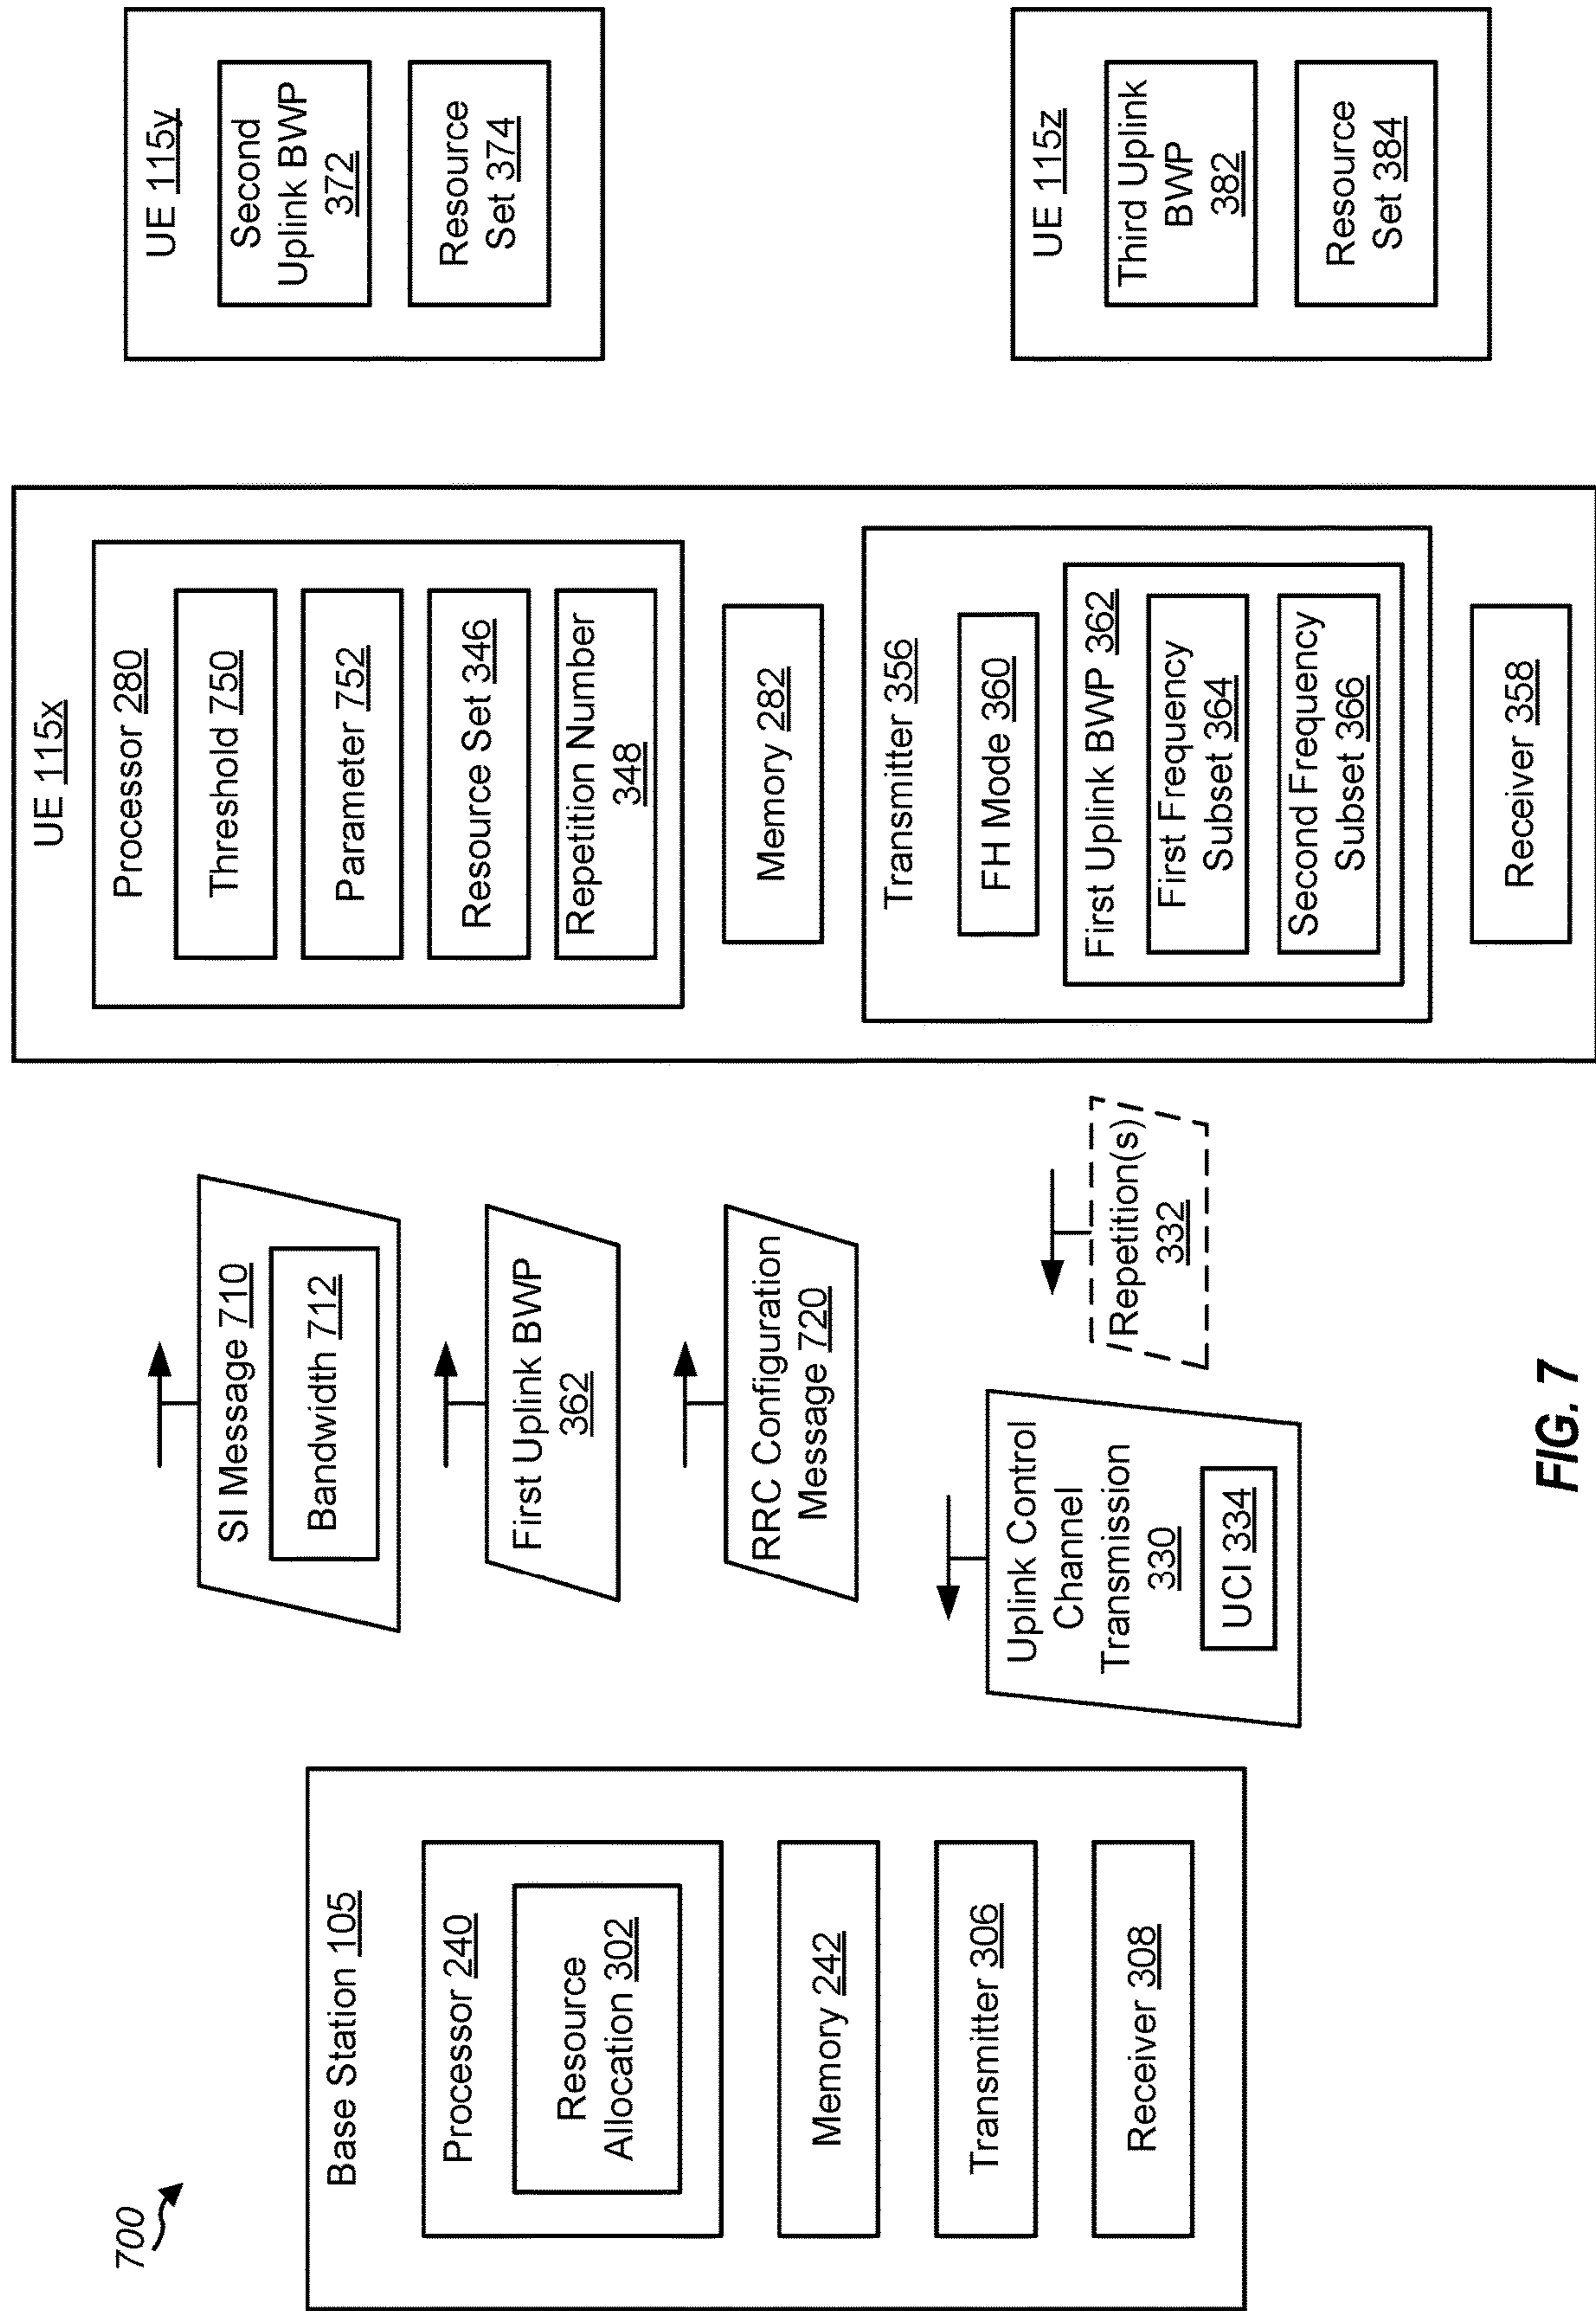 700
Base Station 105
Processor 240
Resource
Allocation 302
Memory 242
Transmitter 306
Receiver 308
SI Message 710
Bandwidth 712
First Uplink BWP
362
RRC Configuration
Message 720
Uplink Control
Channel
Transmission
330
UCI 334
Repetition(s)
332
UE 115x
Processor 280
Threshold 750
Parameter 752
Resource Set 346
Repetition Number
348
Memory 282
Transmitter 356
FH Mode 360
First Uplink BWP 362
First Frequency
Subset 364
Second Frequency
Subset 366
Receiver 358
UE 115y
Second
Uplink BWP
372
Resource
Set 374
UE 115z
Third Uplink
BWP
382
Resource
Set 384
FIG. 7